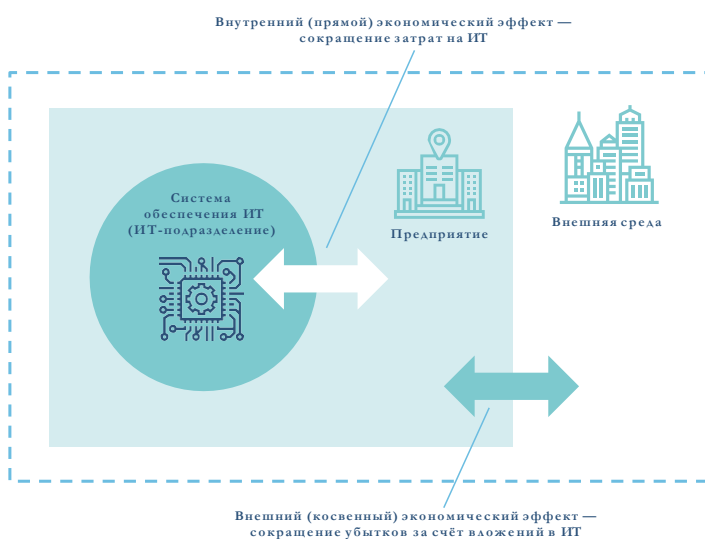 Внутренний (прямой) экономический эффект —
сокращение затрат на ИТ
Система
обеспечения ИТ
(ИТ-подразделение)
Предприятие
Внешняя среда
Внешний (косвенный) экономический эффект —
сокращение убытков за счёт вложений в ИТ